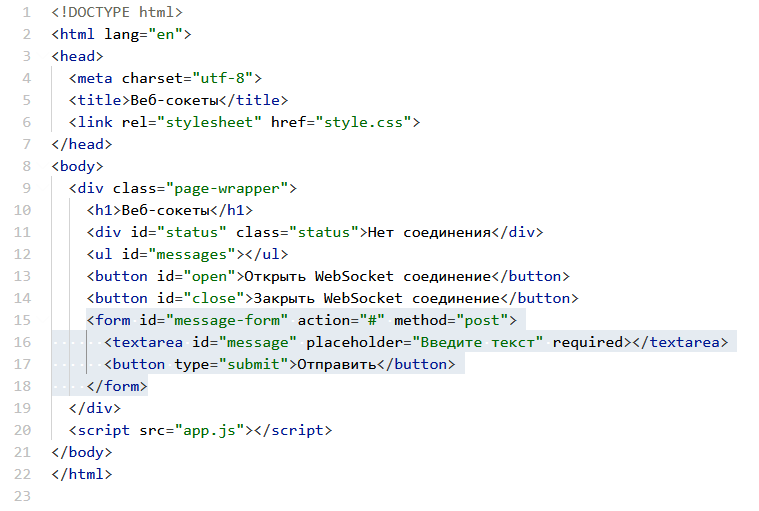 1 <!DOCTYPE html>
2 <html lang="en">
3 <head>
4 <meta charset="utf-8">
5 <title>Веб-сокеты</title>
6 <link rel="stylesheet" href="style.css">
7 </head>
8 <body>
9 <div class="page-wrapper">
10 <h1>Веб-сокеты</h1>
11 <div id="status" class="status">Нет соединения</div>
12 <ul id="messages"></ul>
13 <button id="open">Открыть WebSocket соединение</button>
14 <button id="close">Закрыть WebSocket соединение</button>
15 <form id="message-form" action="#" method="post">
16 <textarea id="message" placeholder="Введите текст" required></textarea>
17 <button type="submit">Отправить</button>
18 </form>
19 </div>
20 <script src="app.js"></script>
21 </body>
22 </html>
23